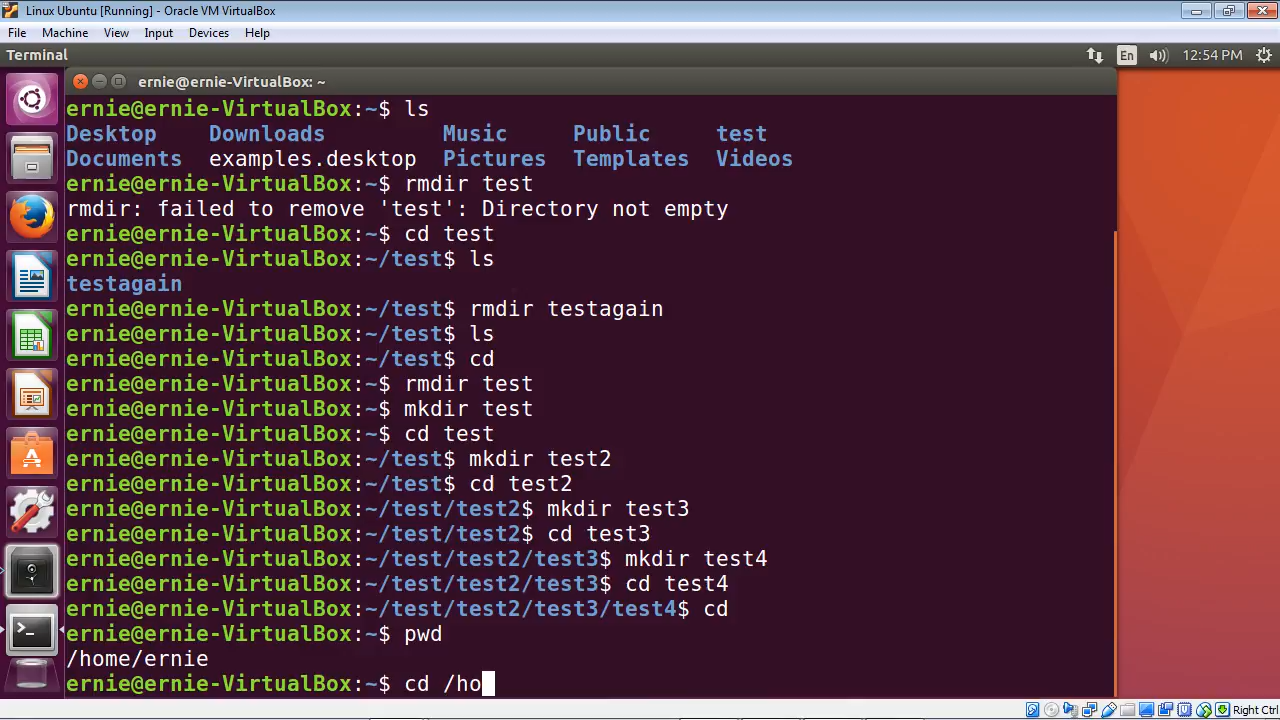 Linux Ubuntu [Running] - Oracle VM VirtualBox
File Machine View Input Devices Help
Terminal En 12:54 PM
ernie@ernie-VirtualBox: ~
ernie@ernie-VirtualBox:~$ ls
Desktop Downloads Music Public test
Documents examples.desktop Pictures Templates Videos
ernie@ernie-VirtualBox:~$ rmdir test
rmdir: failed to remove 'test': Directory not empty
ernie@ernie-VirtualBox:~$ cd test
ernie@ernie-VirtualBox:~/test$ ls
testagain
ernie@ernie-VirtualBox:~/test$ rmdir testagain
ernie@ernie-VirtualBox:~/test$ ls
ernie@ernie-VirtualBox:~/test$ cd
ernie@ernie-VirtualBox:~$ rmdir test
ernie@ernie-VirtualBox:~$ mkdir test
ernie@ernie-VirtualBox:~$ cd test
ernie@ernie-VirtualBox:~/test$ mkdir test2
ernie@ernie-VirtualBox:~/test$ cd test2
ernie@ernie-VirtualBox:~/test/test2$ mkdir test3
ernie@ernie-VirtualBox:~/test/test2$ cd test3
ernie@ernie-VirtualBox:~/test/test2/test3$ mkdir test4
ernie@ernie-VirtualBox:~/test/test2/test3$ cd test4
ernie@ernie-VirtualBox:~/test/test2/test3/test4$ cd
ernie@ernie-VirtualBox:~$ pwd
/home/ernie
ernie@ernie-VirtualBox:~$ cd /ho
Right Ctrl